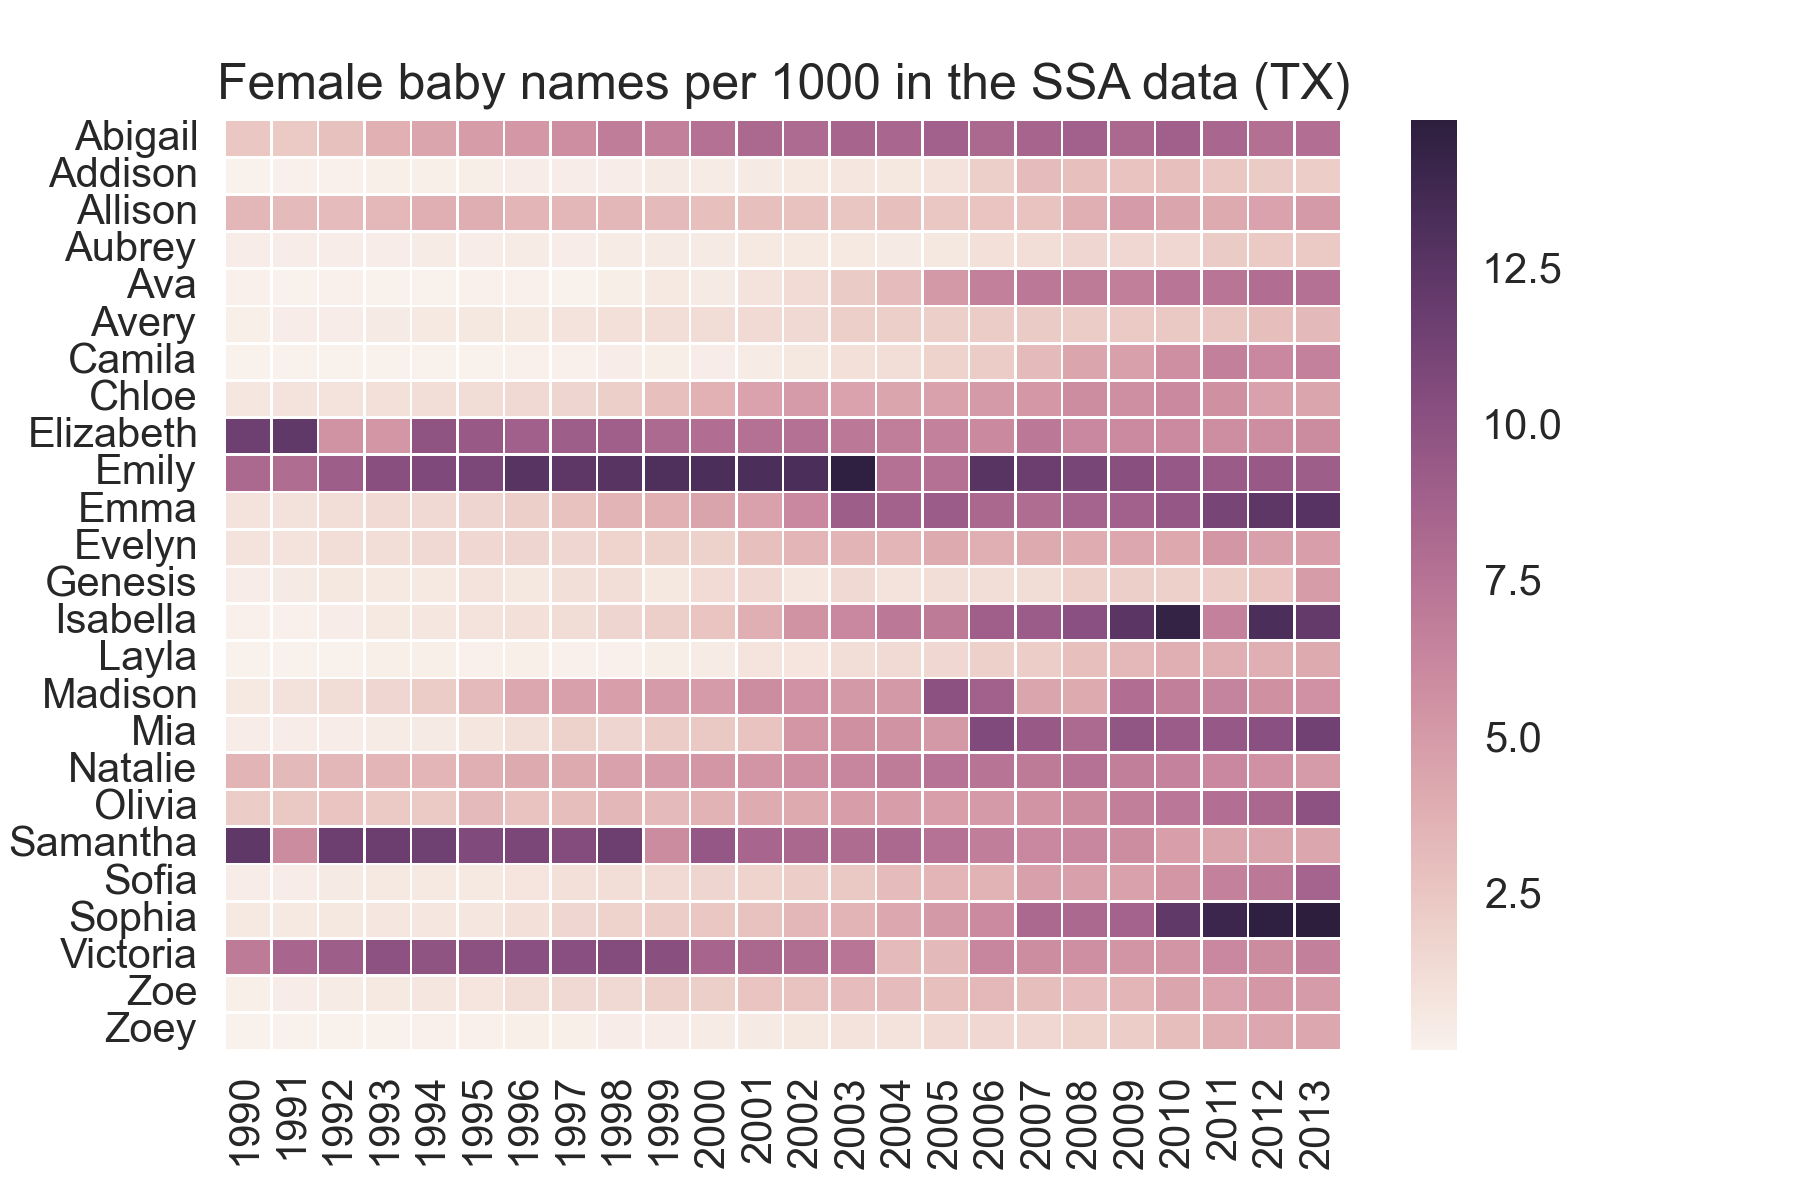 Female baby names per 1000 in the SSA data (TX)
Abigail
Addison
Allison
Aubrey
Ava
Avery
Camila
Chloe
Elizabeth
Emily
Emma
Evelyn
Genesis
Isabella
Layla
Madison
Mia
Natalie
Olivia
Samantha
Sofia
Sophia
Victoria
Zoe
Zoey
1990
1991
1992
1993
1994
1995
1996
1997
1998
1999
2000
2001
2002
2003
2004
2005
2006
2007
2008
2009
2010
2011
2012
2013
12.5
10.0
7.5
5.0
2.5